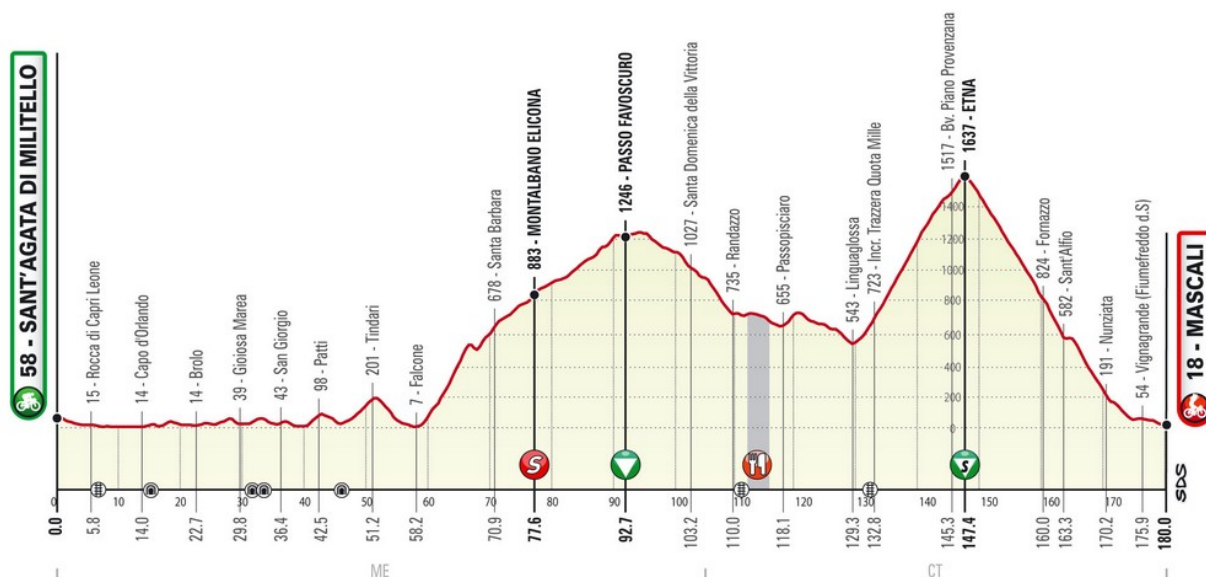 58 - SANT'AGATA DI MILITELLO
15 - Rocca di Capri Leone
14 - Capo d'Orlando
14 - Brolo
39 - Gioiosa Marea
43 - San Giorgio
98 - Patti
201 - Tindari
7 - Falcone
678 - Santa Barbara
883 - MONTALBANO ELICONA
1246 - PASSO FAVOSCURO
1027 - Santa Domenica della Vittoria
735 - Randazzo
655 - Passopisciaro
543 - Linguaglossa
723 - Incr. Trazzera Quota Mille
1517 - Bv. Piano Provenzana
1637 - ETNA
824 - Fornazzo
582 - Sant'Alfio
191 - Nunziata
54 - Vignagrande (Fiumefreddo d.S)
18 - MASCALI
1400
1200
1000
800
600
400
200
0
S
S
0 10 20 30 40 50 60 70 80 90 100 110 120 130 140 150 160 170
SDS
0.0 5.8 14.0 22.7 29.8 36.4 42.5 51.2 58.2 70.9 77.6 92.7 103.2 110.0 118.1 129.3 132.8 145.3 147.4 160.0 163.3 170.2 175.9 180.0
ME CT